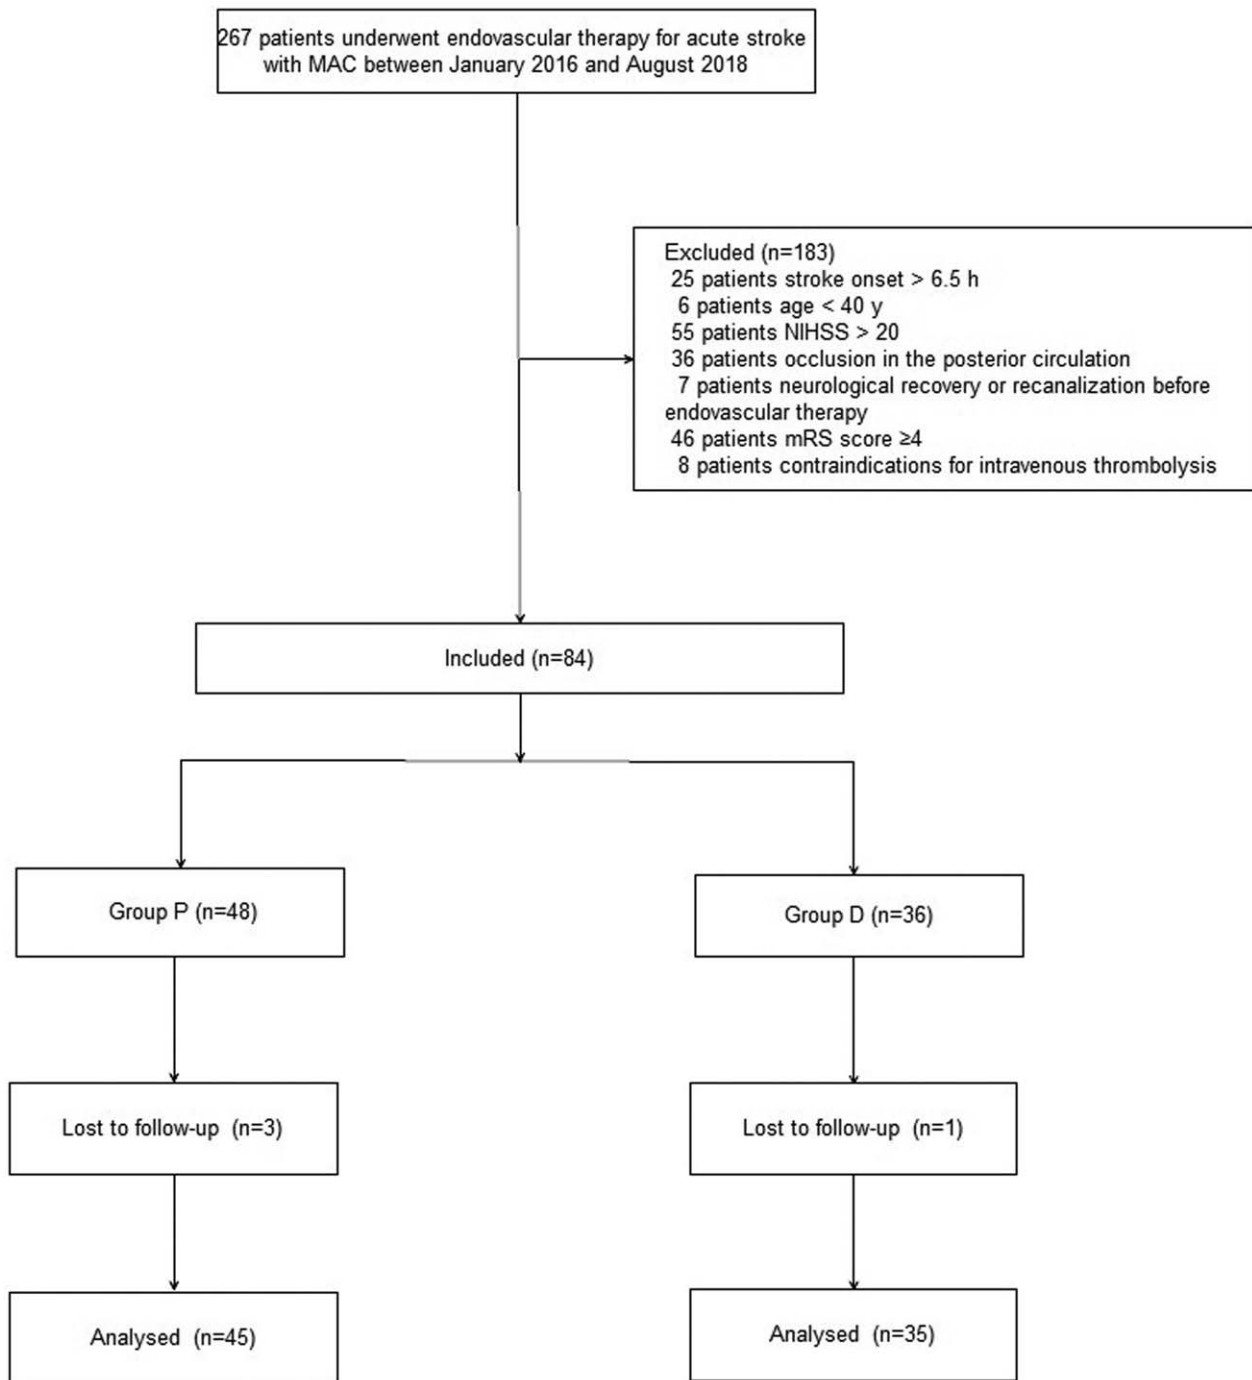 267 patients underwent endovascular therapy for acute stroke
with MAC between January 2016 and August 2018
Excluded (n=183)
25 patients stroke onset > 6.5 h
6 patients age < 40 y
55 patients NIHSS > 20
36 patients occlusion in the posterior circulation
7 patients neurological recovery or recanalization before
endovascular therapy
46 patients mRS score ≥4
8 patients contraindications for intravenous thrombolysis
Included (n=84)
Group P (n=48)
Group D (n=36)
Lost to follow-up (n=3)
Lost to follow-up (n=1)
Analysed (n=45)
Analysed (n=35)